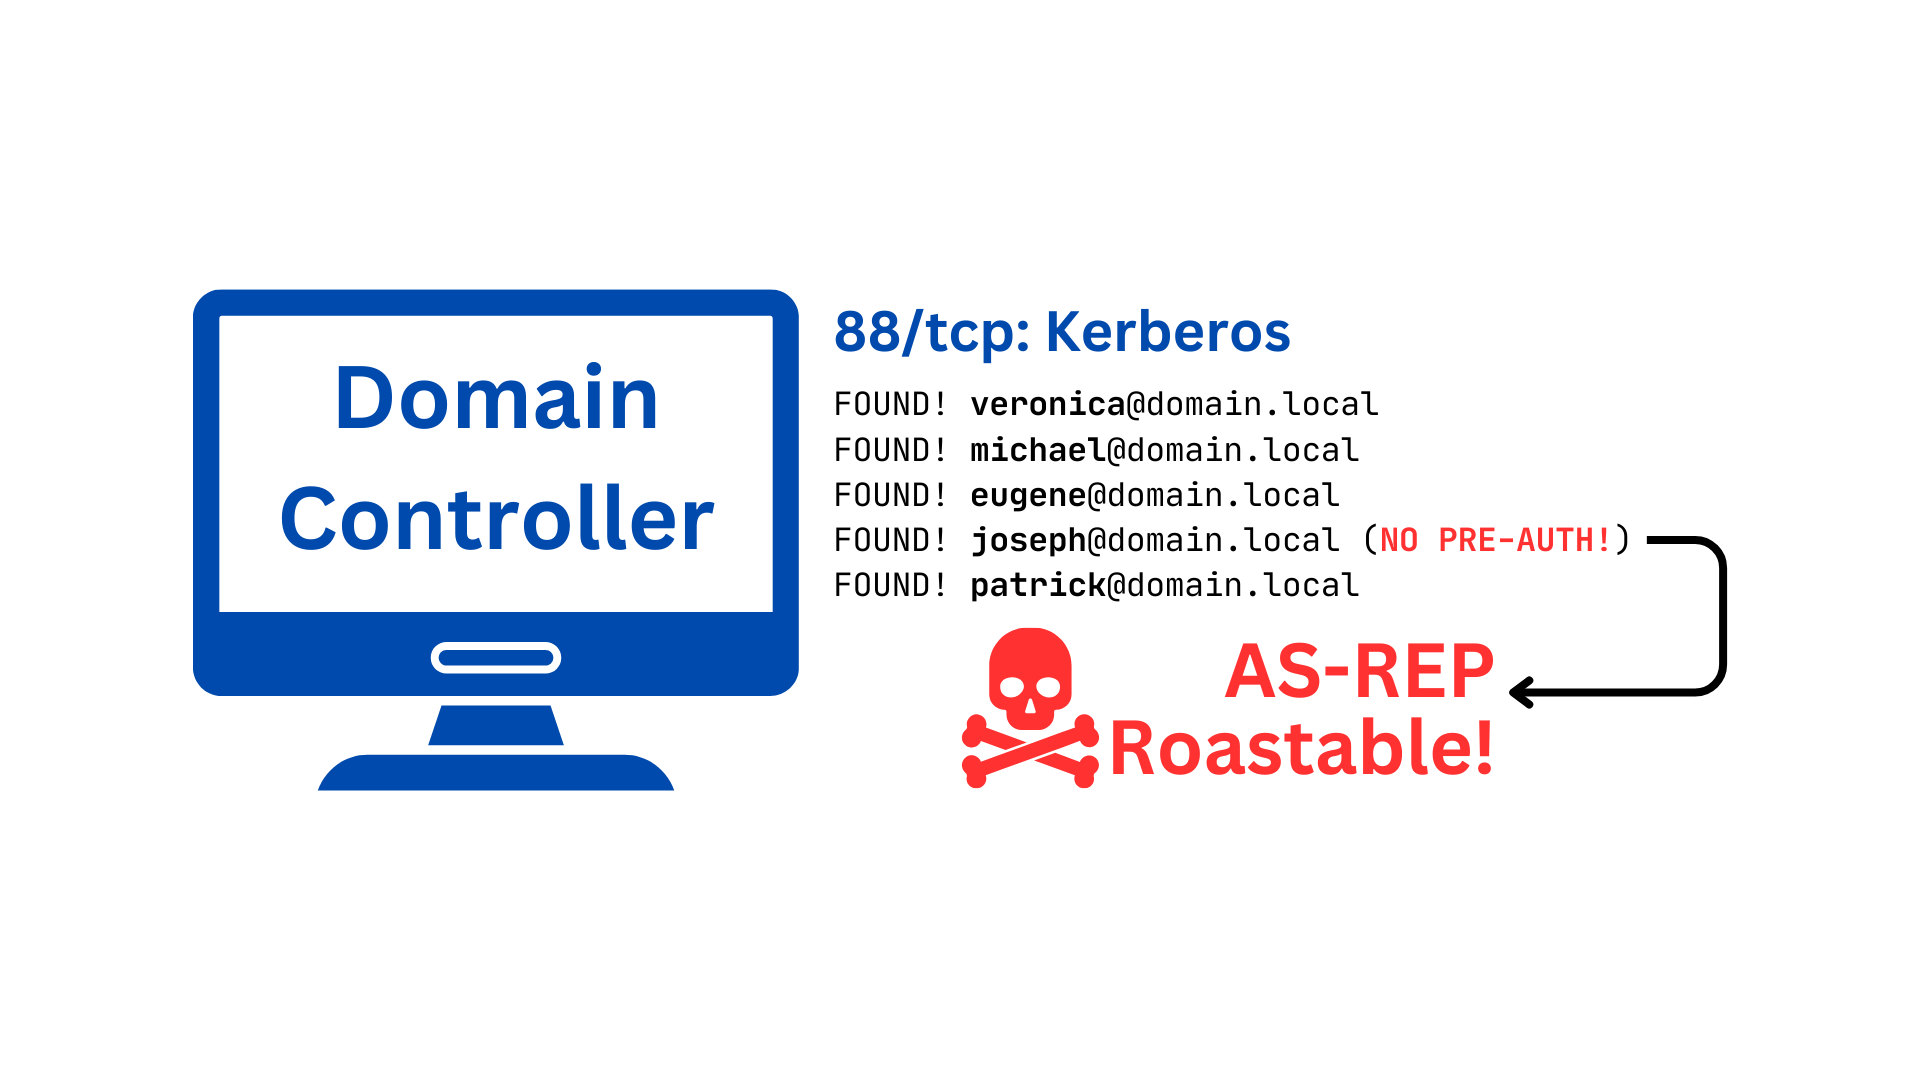 Domain
Controller
88/tcp: Kerberos
FOUND! veronica@domain.local
FOUND! michael@domain.local
FOUND! eugene@domain.local
FOUND! joseph@domain.local (NO PRE-AUTH!)
FOUND! patrick@domain.local
AS-REP
Roastable!